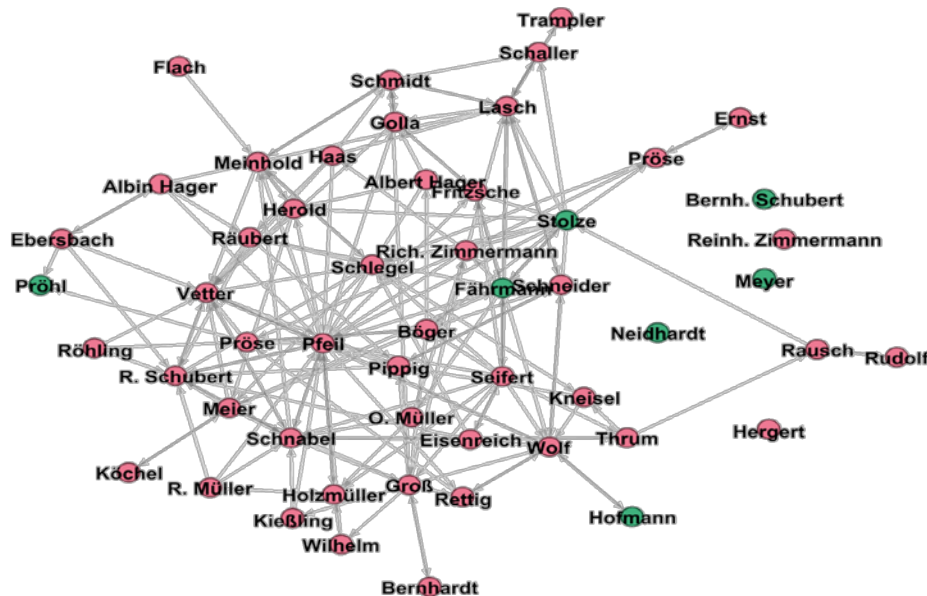 Trampler
Schaller
Flach
Schmidt
Lasch
Golla
Ernst
Meinhold
Haas
Pröse
Albin Hager
Albert Hager
Fritzsche
Bernh. Schubert
Herold
Stolze
Ebersbach
Räubert
Rich. Zimmermann
Reinh. Zimmermann
Schlegel
Pröhl
Vetter
Fährmann
Schneider
Meyer
Neidhardt
Röhling
Pröse
Pfeil
Böger
Rausch
Rudolf
R. Schubert
Pippig
Seifert
Meier
Kneisel
O. Müller
Schnabel
Eisenreich
Wolf
Thrum
Hergert
Köchel
R. Müller
Holzmüller
Groß
Rettig
Kießling
Hofmann
Wilhelm
Bernhardt